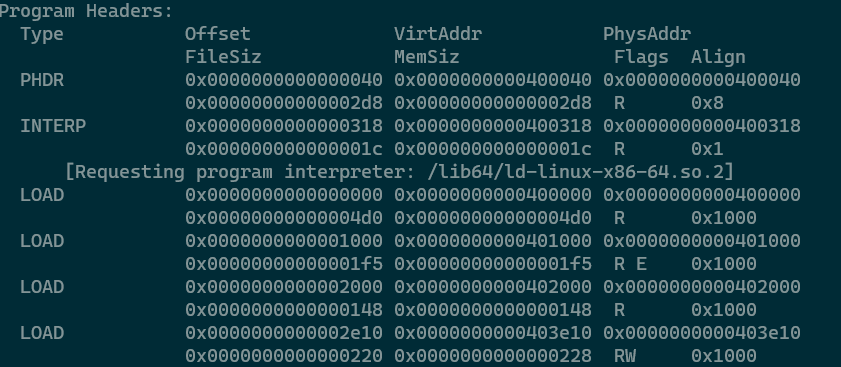 Program Headers:
  Type           Offset             VirtAddr           PhysAddr
                 FileSiz            MemSiz              Flags  Align
  PHDR           0x0000000000000040 0x0000000000400040 0x0000000000400040
                 0x00000000000002d8 0x00000000000002d8  R      0x8
  INTERP         0x0000000000000318 0x0000000000400318 0x0000000000400318
                 0x000000000000001c 0x000000000000001c  R      0x1
      [Requesting program interpreter: /lib64/ld-linux-x86-64.so.2]
  LOAD           0x0000000000000000 0x0000000000400000 0x0000000000400000
                 0x00000000000004d0 0x00000000000004d0  R      0x1000
  LOAD           0x0000000000001000 0x0000000000401000 0x0000000000401000
                 0x00000000000001f5 0x00000000000001f5  R E    0x1000
  LOAD           0x0000000000002000 0x0000000000402000 0x0000000000402000
                 0x0000000000000148 0x0000000000000148  R      0x1000
  LOAD           0x0000000000002e10 0x0000000000403e10 0x0000000000403e10
                 0x0000000000000220 0x0000000000000228  RW     0x1000